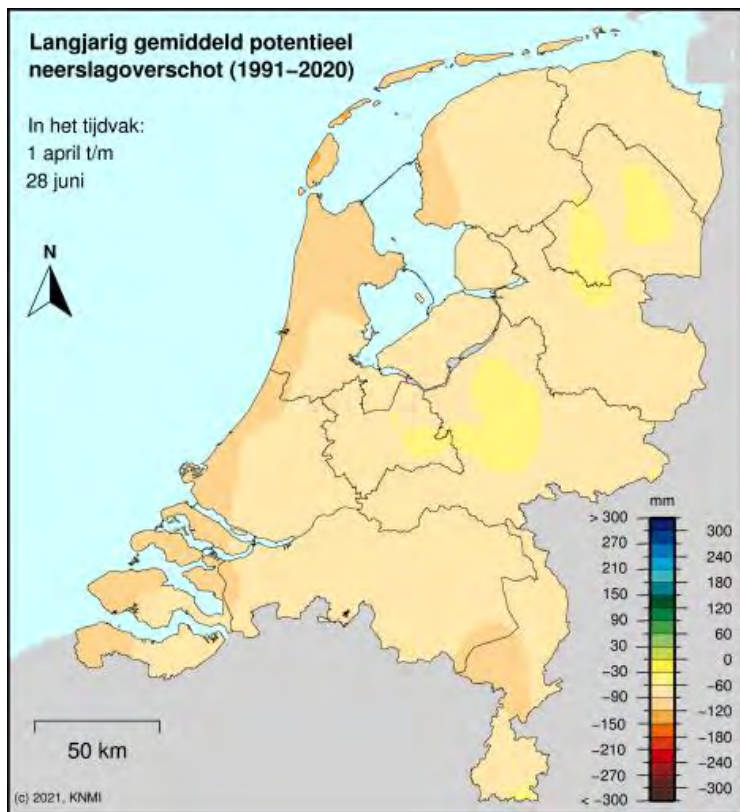 Langjarig gemiddeld potentieel
neerslagoverschot (1991–2020)
In het tijdvak:
1 april t/m
28 juni
N
mm
> 300
300
270
240
210
180
150
120
90
60
30
0
−30
−60
−90
−120
−150
−180
−210
−240
−270
−300
< −300
50 km
(c) 2021, KNMI